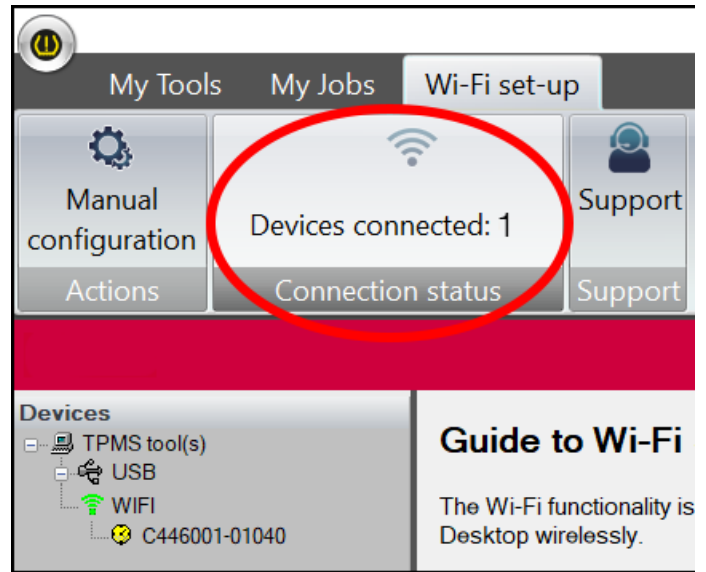 My Tools My Jobs Wi-Fi set-up
Manual
configuration
Actions
Devices connected: 1
Connection status
Support
Support
Devices
TPMS tool(s)
USB
WIFI
C446001-01040
Guide to Wi-Fi
The Wi-Fi functionality is
Desktop wirelessly.